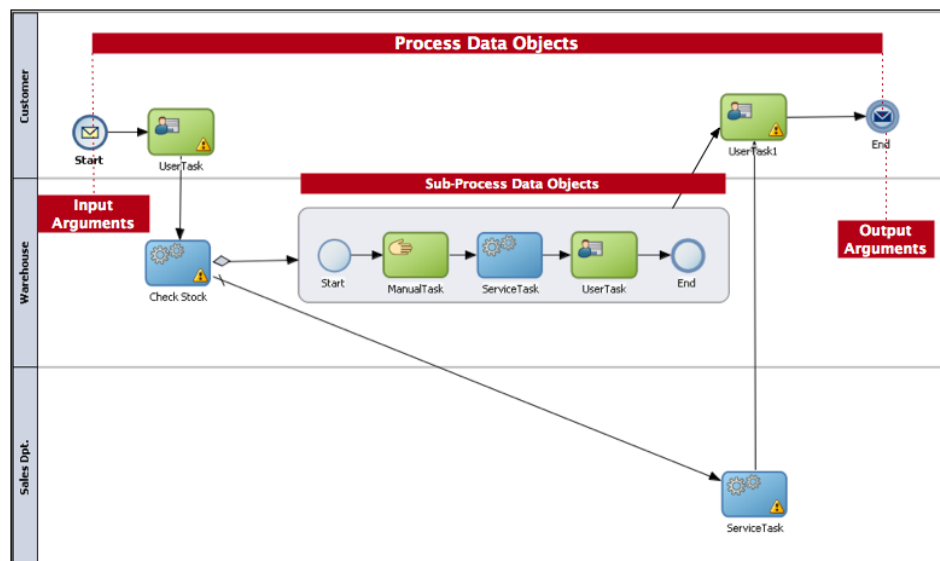 Customer
Process Data Objects
Start
UserTask
UserTask1
End
Warehouse
Input
Arguments
Sub-Process Data Objects
Output
Arguments
Check Stock
Start
ManualTask
ServiceTask
UserTask
End
Sales Dpt.
ServiceTask